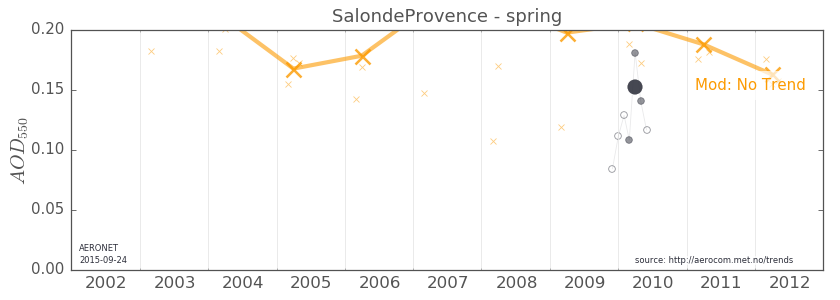 SalondeProvence - spring
0.20
0.15
0.10
0.05
0.00
AOD550
Mod: No Trend
AERONET
2015-09-24
source: http://aerocom.met.no/trends
2002 2003 2004 2005 2006 2007 2008 2009 2010 2011 2012